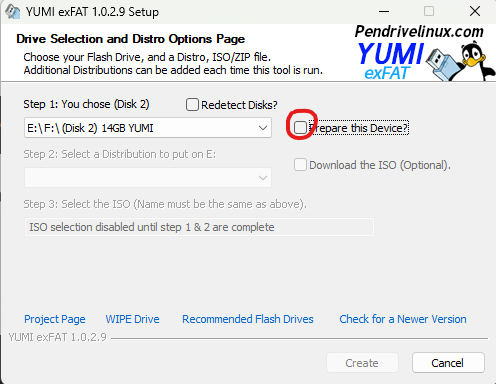 YUMI exFAT 1.0.2.9 Setup
Drive Selection and Distro Options Page
Choose your Flash Drive, and a Distro, ISO/ZIP file.
Additional Distributions can be added each time this tool is run.
Pendrivelinux.com
YUMI
exFAT
Step 1: You chose (Disk 2)
Redetect Disks?
E:\F:\ (Disk 2) 14GB YUMI
Prepare this Device?
Step 2: Select a Distribution to put on E:
Download the ISO (Optional).
Step 3: Select the ISO (Name must be the same as above).
ISO selection disabled until step 1 & 2 are complete
Project Page
WIPE Drive
Recommended Flash Drives
Check for a Newer Version
YUMI exFAT 1.0.2.9
Create
Cancel